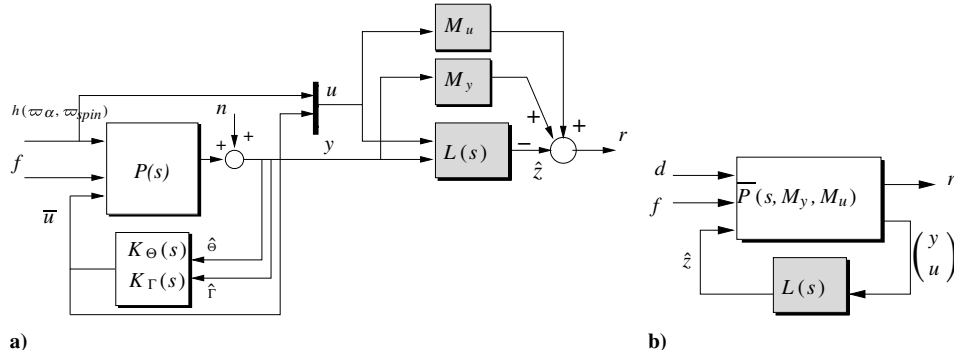 h(ϖα, ϖspin)
f
u̅
P(s)
n
+
+
K Θ (s)
K Γ (s)
Θ̂
Γ̂
u
y
M u
M y
L(s)
+
+
−
ẑ
r
a)
d
f
ẑ
P̅(s, M y, M u)
r
( y
u )
L(s)
b)